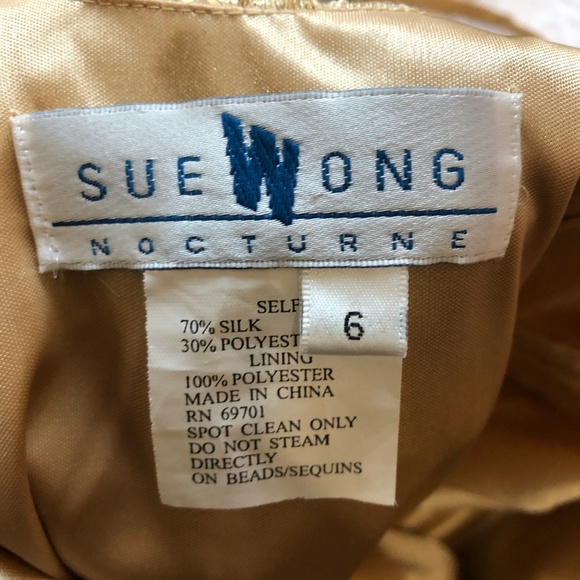 SUE WONG
NOCTURNE
6
SELF
70% SILK
30% POLYEST
LINING
100% POLYESTER
MADE IN CHINA
RN 69701
SPOT CLEAN ONLY
DO NOT STEAM
DIRECTLY
ON BEADS/SEQUINS